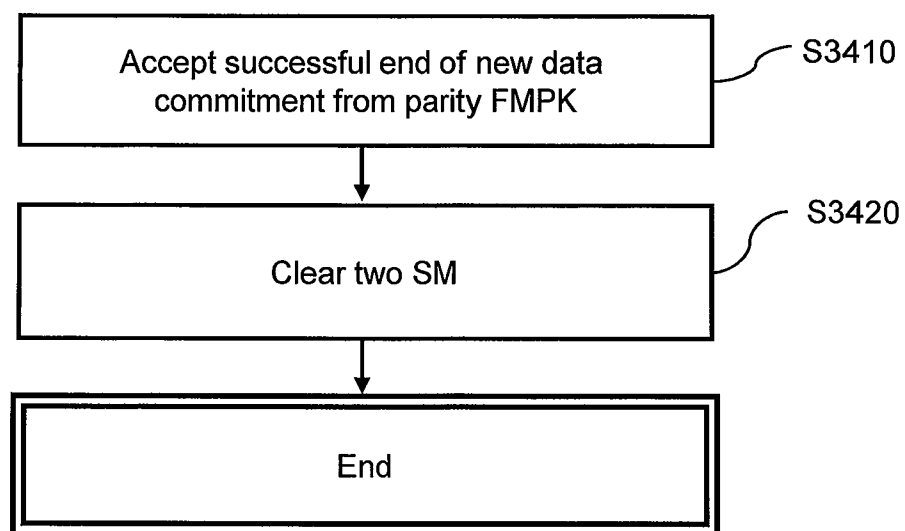 Accept successful end of new data
commitment from parity FMPK
S3410
Clear two SM
S3420
End